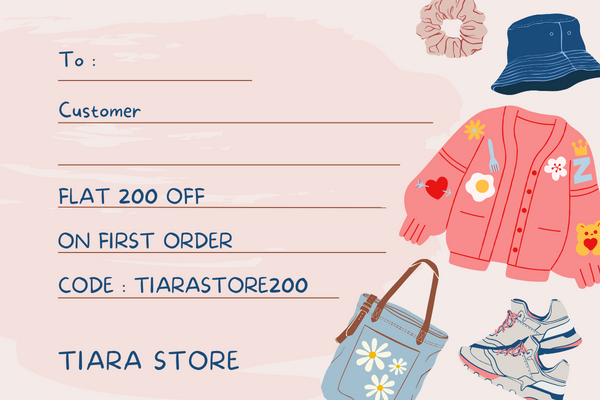 To :
Customer
FLAT 200 OFF
ON FIRST ORDER
CODE : TIARASTORE200
TIARA STORE